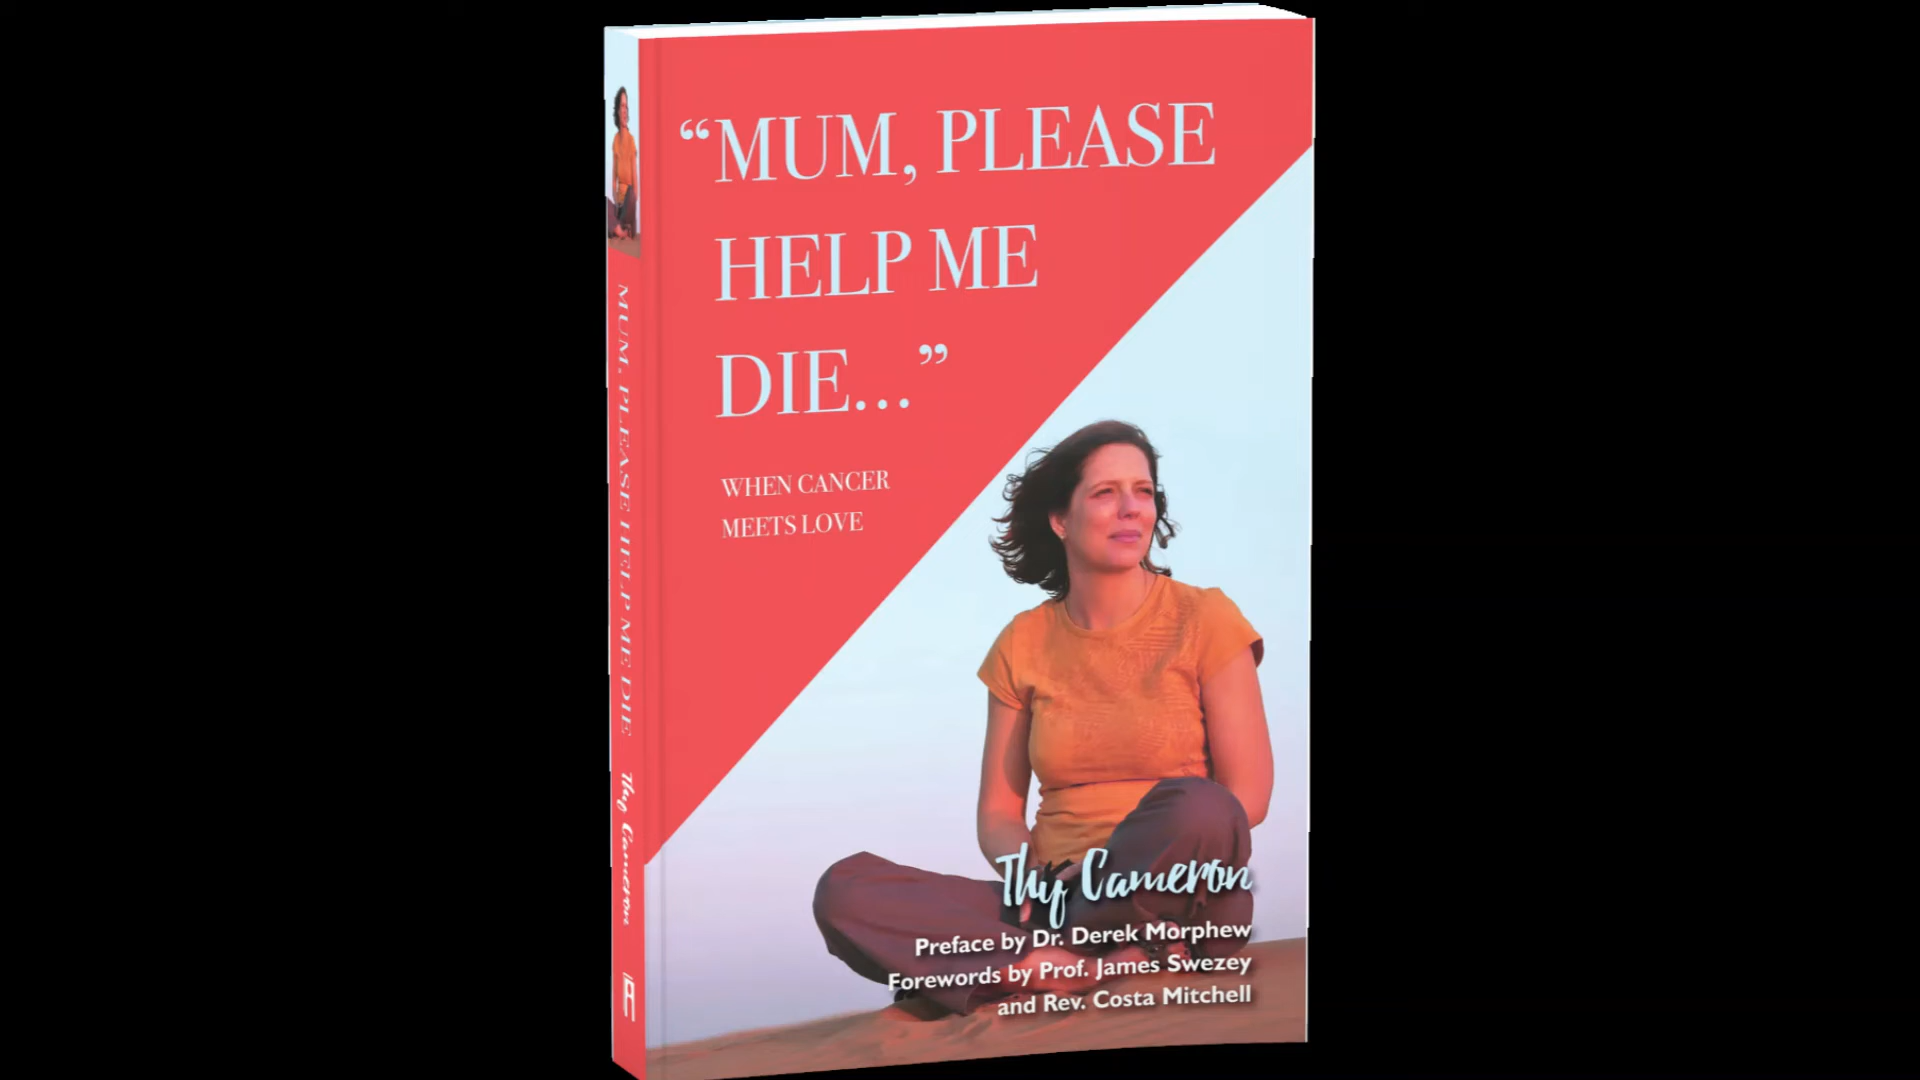 “MUM, PLEASE
HELP ME
DIE...”
WHEN CANCER
MEETS LOVE
Thy Cameron
Preface by Dr. Derek Morphew
Forewords by Prof. James Swezey
and Rev. Costa Mitchell
MUM, PLEASE HELP ME DIE Thy Cameron